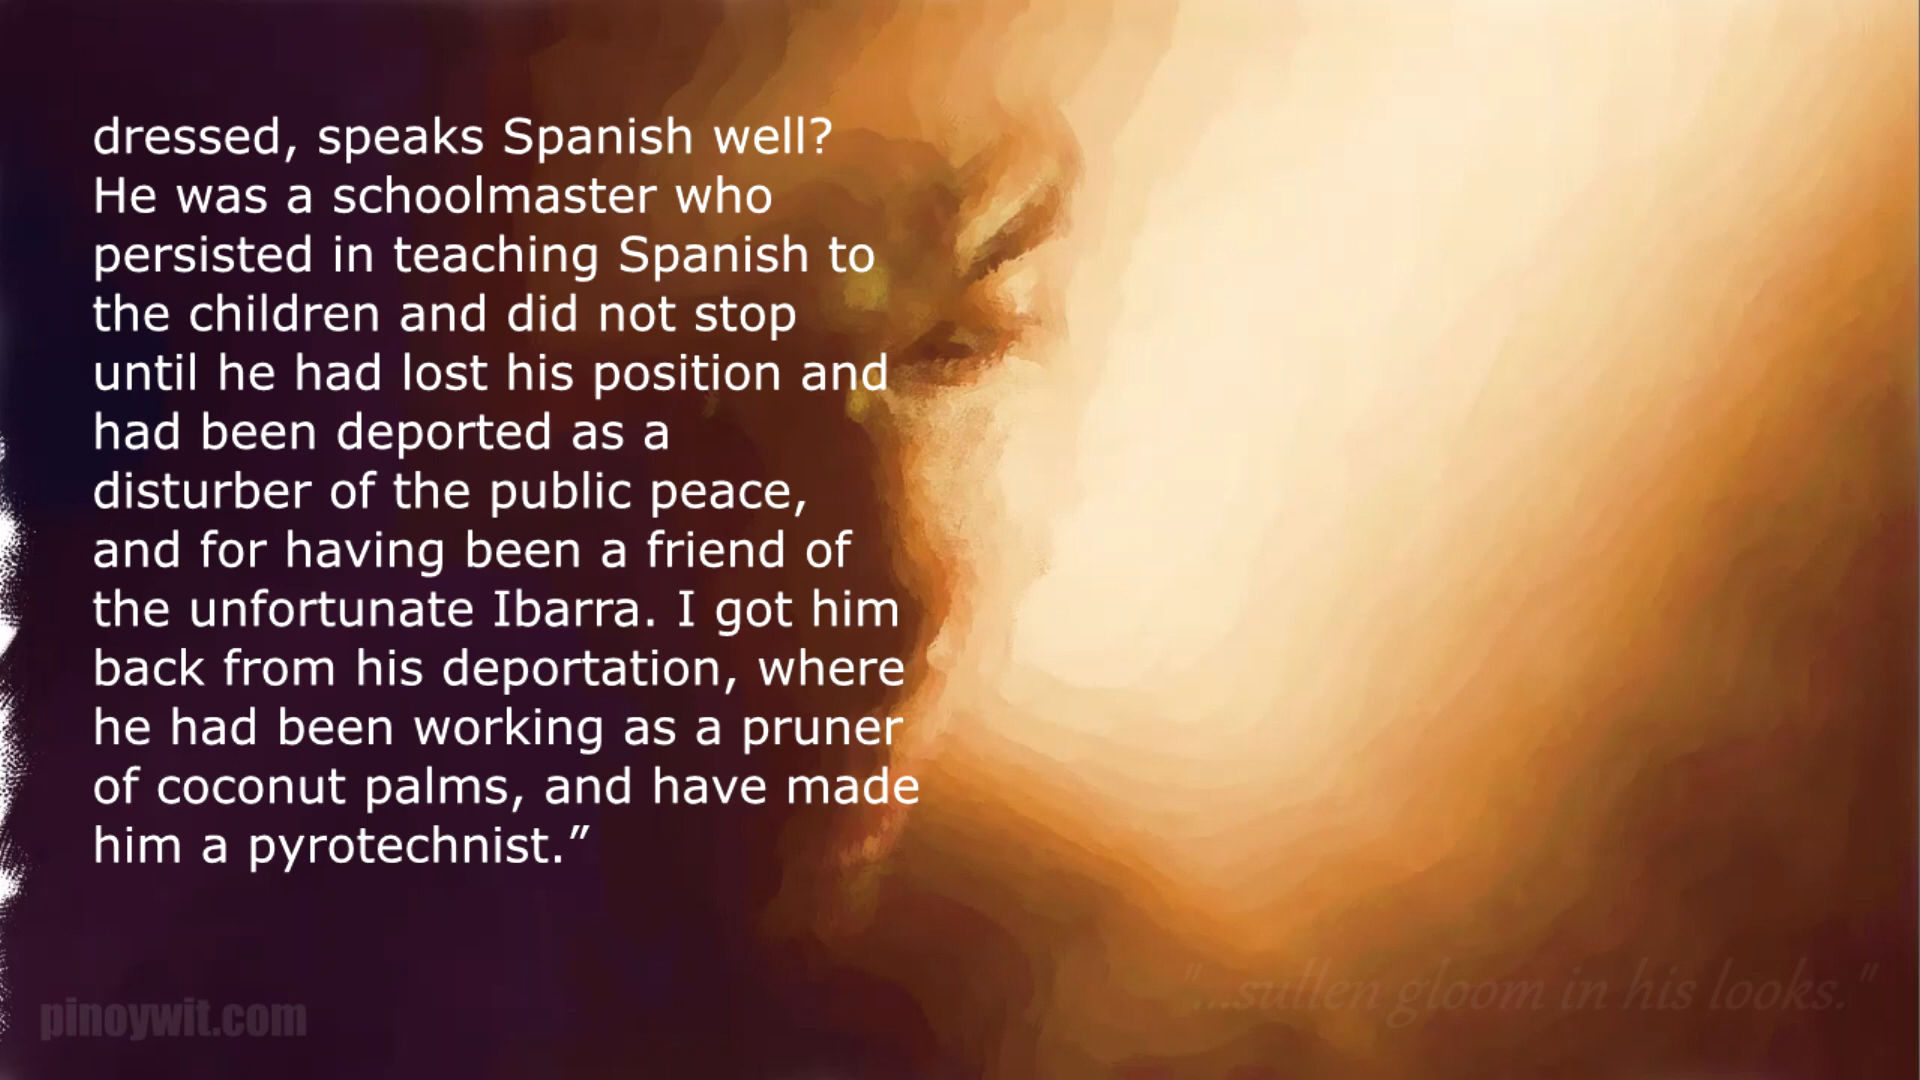 dressed, speaks Spanish well?
He was a schoolmaster who
persisted in teaching Spanish to
the children and did not stop
until he had lost his position and
had been deported as a
disturber of the public peace,
and for having been a friend of
the unfortunate Ibarra. I got him
back from his deportation, where
he had been working as a pruner
of coconut palms, and have made
him a pyrotechnist.”
"...sullen gloom in his looks."
pinoywit.com